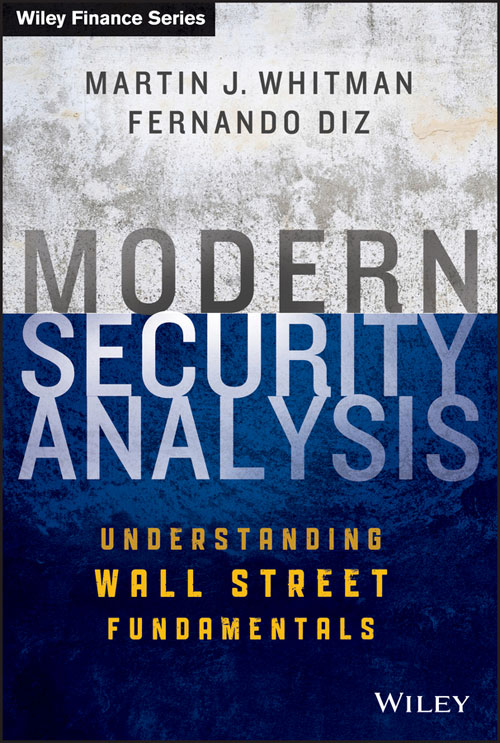 Wiley Finance Series
MARTIN J. WHITMAN
FERNANDO DIZ
MODERN
SECURITY
ANALYSIS
UNDERSTANDING
WALL STREET
FUNDAMENTALS
WILEY